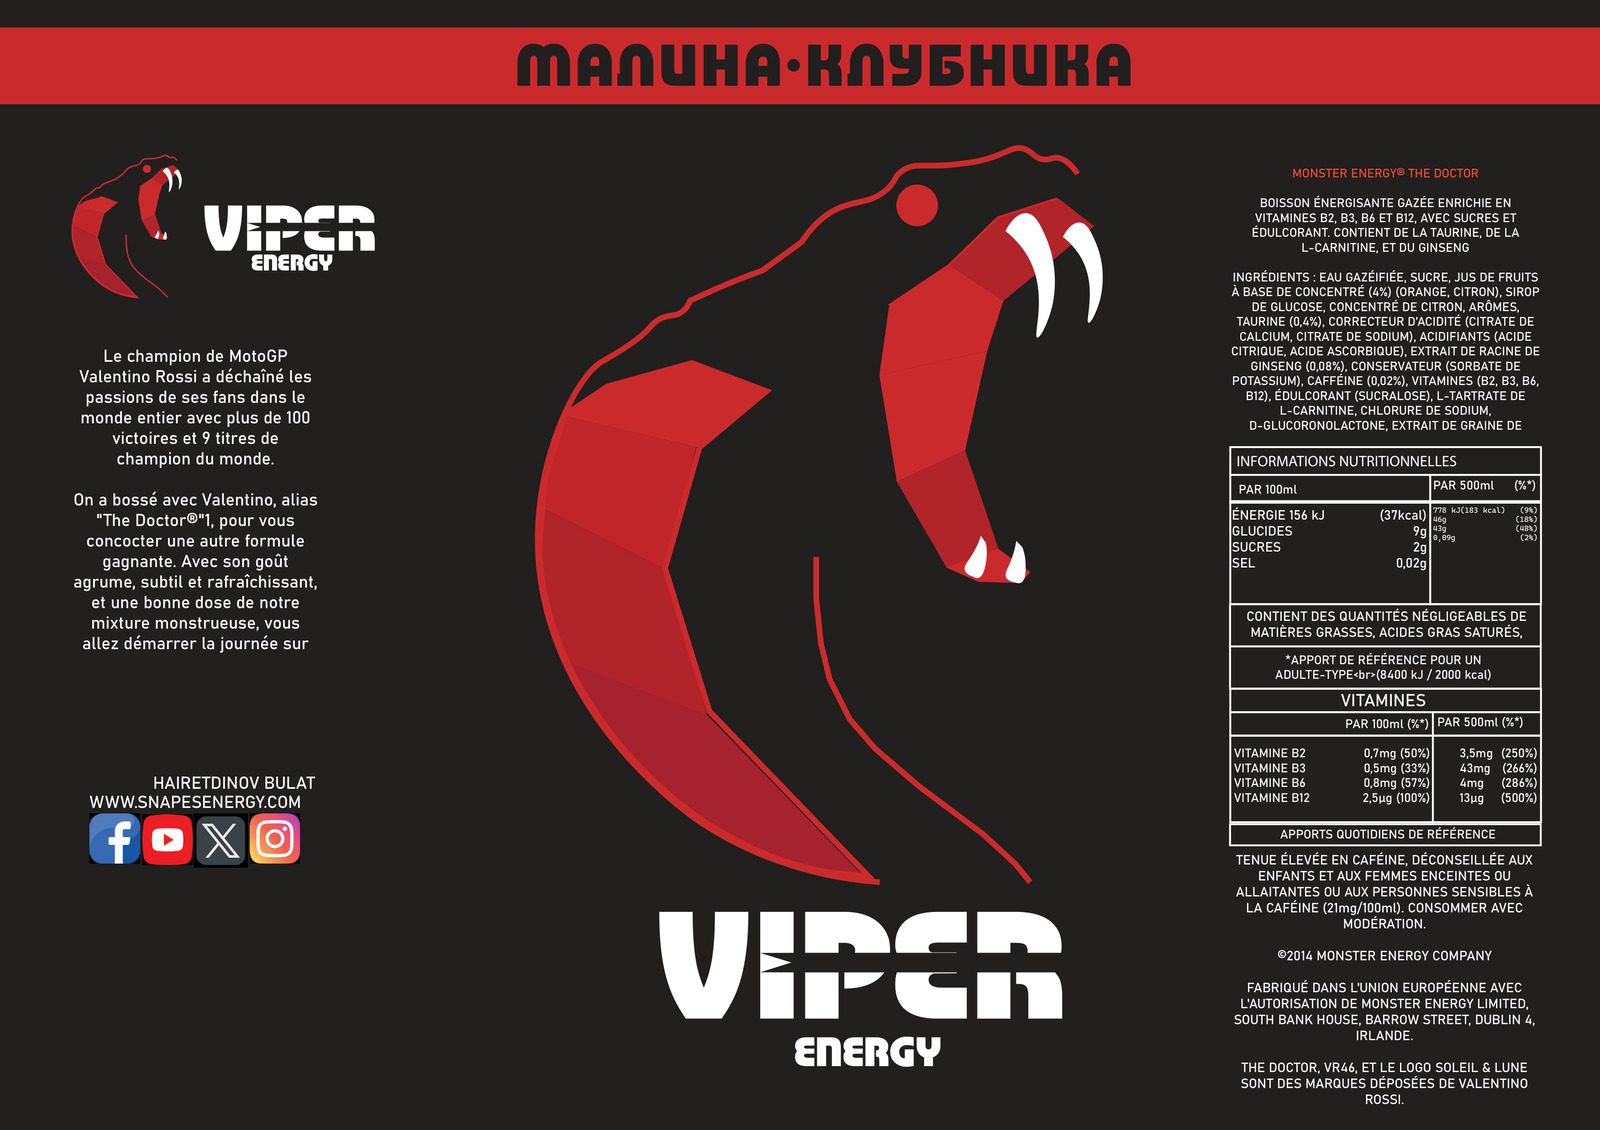 МАЛИНА•КЛУБНИКА
VIPER
ENERGY
Le champion de MotoGP
Valentino Rossi a déchaîné les
passions de ses fans dans le
monde entier avec plus de 100
victoires et 9 titres de
champion du monde.
On a bossé avec Valentino, alias
"The Doctor®"1, pour vous
concocter une autre formule
gagnante. Avec son goût
agrume, subtil et rafraîchissant,
et une bonne dose de notre
mixture monstrueuse, vous
allez démarrer la journée sur
HAIRETDINOV BULAT
WWW.SNAPESENERGY.COM
VIPER
ENERGY
MONSTER ENERGY® THE DOCTOR
BOISSON ÉNERGISANTE GAZÉE ENRICHIE EN
VITAMINES B2, B3, B6 ET B12, AVEC SUCRES ET
ÉDULCORANT. CONTIENT DE LA TAURINE, DE LA
L-CARNITINE, ET DU GINSENG
INGRÉDIENTS : EAU GAZÉIFIÉE, SUCRE, JUS DE FRUITS
À BASE DE CONCENTRÉ (4%) (ORANGE, CITRON), SIROP
DE GLUCOSE, CONCENTRÉ DE CITRON, ARÔMES,
TAURINE (0,4%), CORRECTEUR D'ACIDITÉ (CITRATE DE
CALCIUM, CITRATE DE SODIUM), ACIDIFIANTS (ACIDE
CITRIQUE, ACIDE ASCORBIQUE), EXTRAIT DE RACINE DE
GINSENG (0,08%), CONSERVATEUR (SORBATE DE
POTASSIUM), CAFFÉINE (0,02%), VITAMINES (B2, B3, B6,
B12), ÉDULCORANT (SUCRALOSE), L-TARTRATE DE
L-CARNITINE, CHLORURE DE SODIUM,
D-GLUCORONOLACTONE, EXTRAIT DE GRAINE DE
INFORMATIONS NUTRITIONNELLES
PAR 100ml PAR 500ml (%*)
ÉNERGIE 156 kJ (37kcal) 778 kJ(183 kcal) (9%)
GLUCIDES 9g 46g (18%)
SUCRES 2g 43g (48%)
SEL 0,02g 0,09g (2%)
CONTIENT DES QUANTITÉS NÉGLIGEABLES DE
MATIÈRES GRASSES, ACIDES GRAS SATURÉS,
*APPORT DE RÉFÉRENCE POUR UN
ADULTE-TYPE<br>(8400 kJ / 2000 kcal)
VITAMINES
PAR 100ml (%*) PAR 500ml (%*)
VITAMINE B2 0,7mg (50%) 3,5mg (250%)
VITAMINE B3 0,5mg (33%) 43mg (266%)
VITAMINE B6 0,8mg (57%) 4mg (286%)
VITAMINE B12 2,5µg (100%) 13µg (500%)
APPORTS QUOTIDIENS DE RÉFÉRENCE
TENUE ÉLEVÉE EN CAFÉINE, DÉCONSEILLÉE AUX
ENFANTS ET AUX FEMMES ENCEINTES OU
ALLAITANTES OU AUX PERSONNES SENSIBLES À
LA CAFÉINE (21mg/100ml). CONSOMMER AVEC
MODÉRATION.
©2014 MONSTER ENERGY COMPANY
FABRIQUÉ DANS L'UNION EUROPÉENNE AVEC
L'AUTORISATION DE MONSTER ENERGY LIMITED,
SOUTH BANK HOUSE, BARROW STREET, DUBLIN 4,
IRLANDE.
THE DOCTOR, VR46, ET LE LOGO SOLEIL & LUNE
SONT DES MARQUES DÉPOSÉES DE VALENTINO
ROSSI.